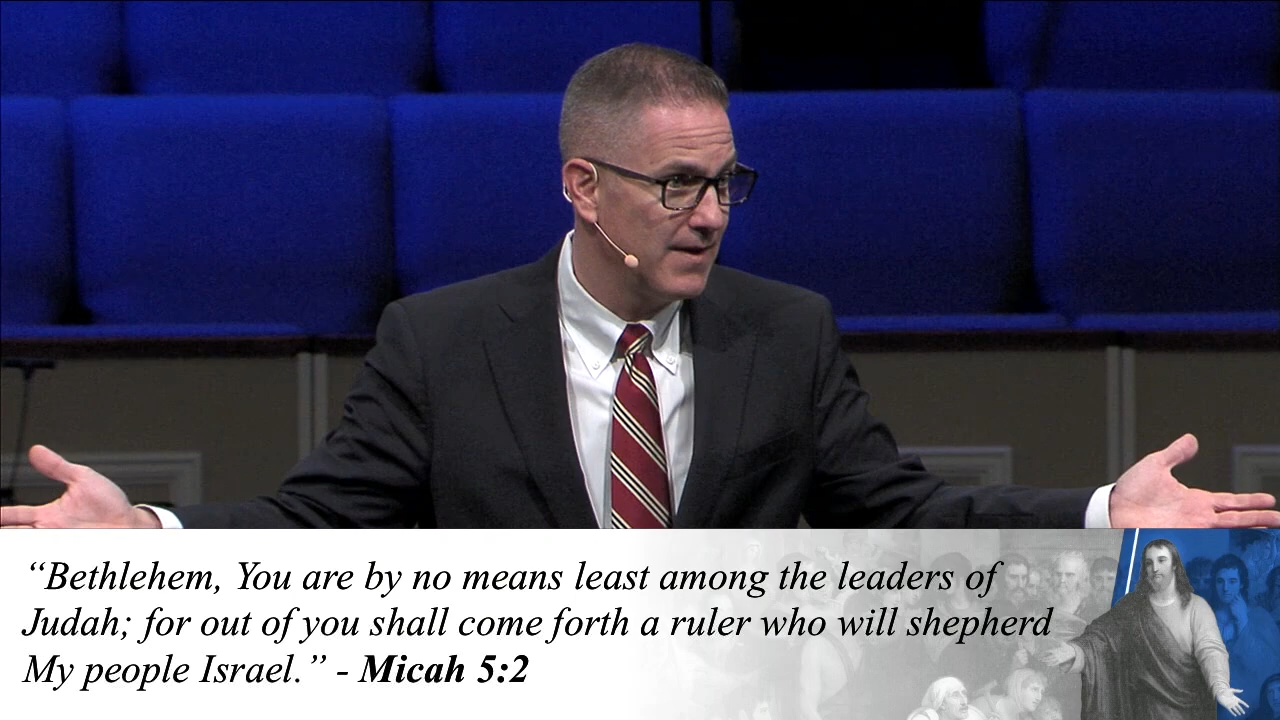 “Bethlehem, You are by no means least among the leaders of
Judah; for out of you shall come forth a ruler who will shepherd
My people Israel.” - Micah 5:2